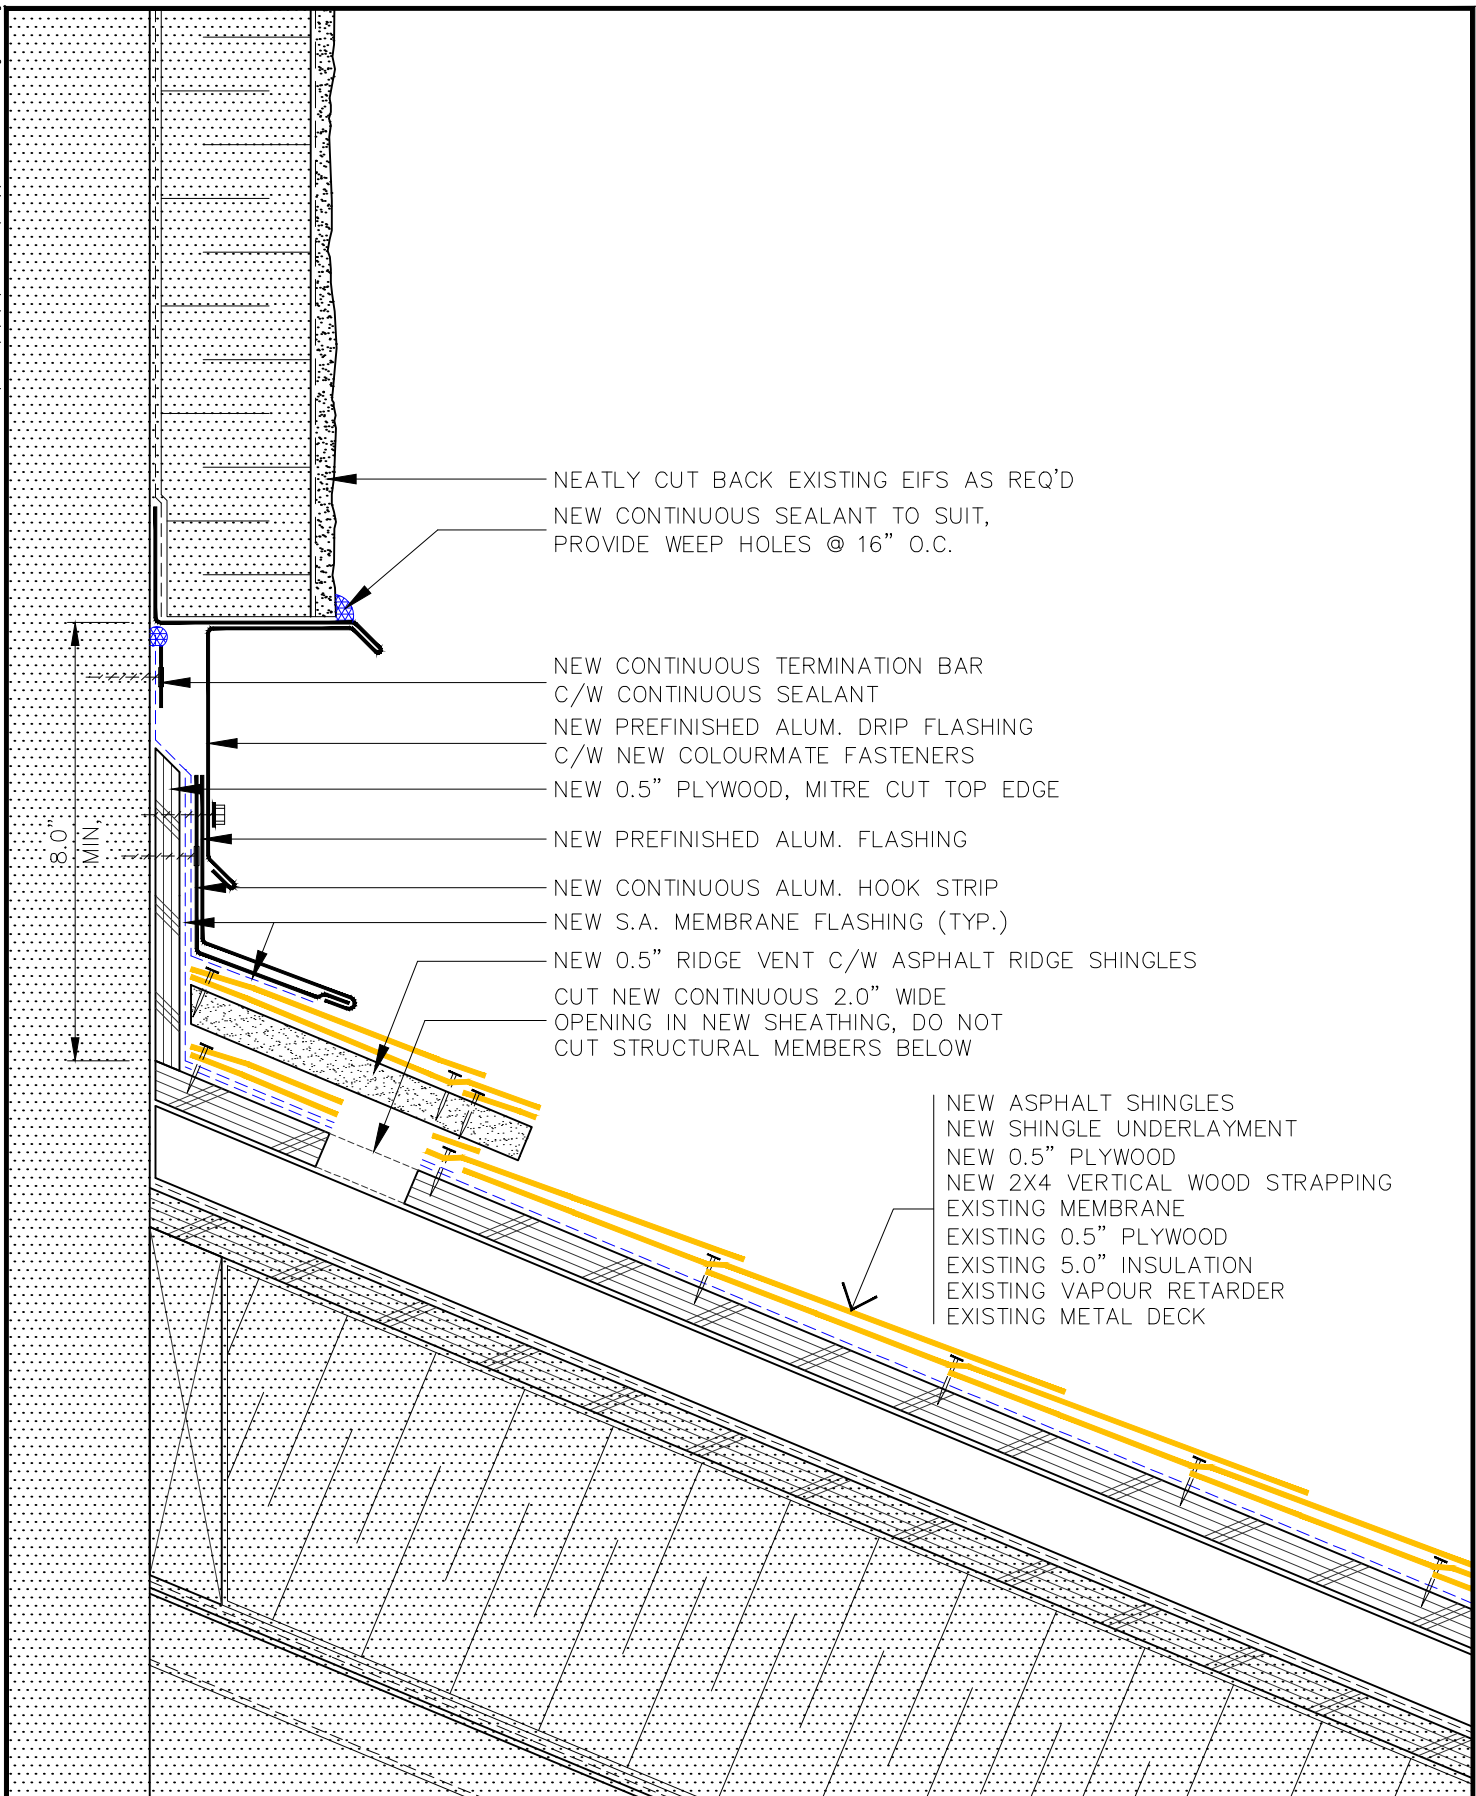 NEATLY CUT BACK EXISTING EIFS AS REQ'D
NEW CONTINUOUS SEALANT TO SUIT,
PROVIDE WEEP HOLES @ 16" O.C.
NEW CONTINUOUS TERMINATION BAR
C/W CONTINUOUS SEALANT
NEW PREFINISHED ALUM. DRIP FLASHING
C/W NEW COLOURMATE FASTENERS
NEW 0.5" PLYWOOD, MITRE CUT TOP EDGE
8.0"
MIN.
NEW PREFINISHED ALUM. FLASHING
NEW CONTINUOUS ALUM. HOOK STRIP
NEW S.A. MEMBRANE FLASHING (TYP.)
NEW 0.5" RIDGE VENT C/W ASPHALT RIDGE SHINGLES
CUT NEW CONTINUOUS 2.0" WIDE
OPENING IN NEW SHEATHING, DO NOT
CUT STRUCTURAL MEMBERS BELOW
NEW ASPHALT SHINGLES
NEW SHINGLE UNDERLAYMENT
NEW 0.5" PLYWOOD
NEW 2X4 VERTICAL WOOD STRAPPING
EXISTING MEMBRANE
EXISTING 0.5" PLYWOOD
EXISTING 5.0" INSULATION
EXISTING VAPOUR RETARDER
EXISTING METAL DECK